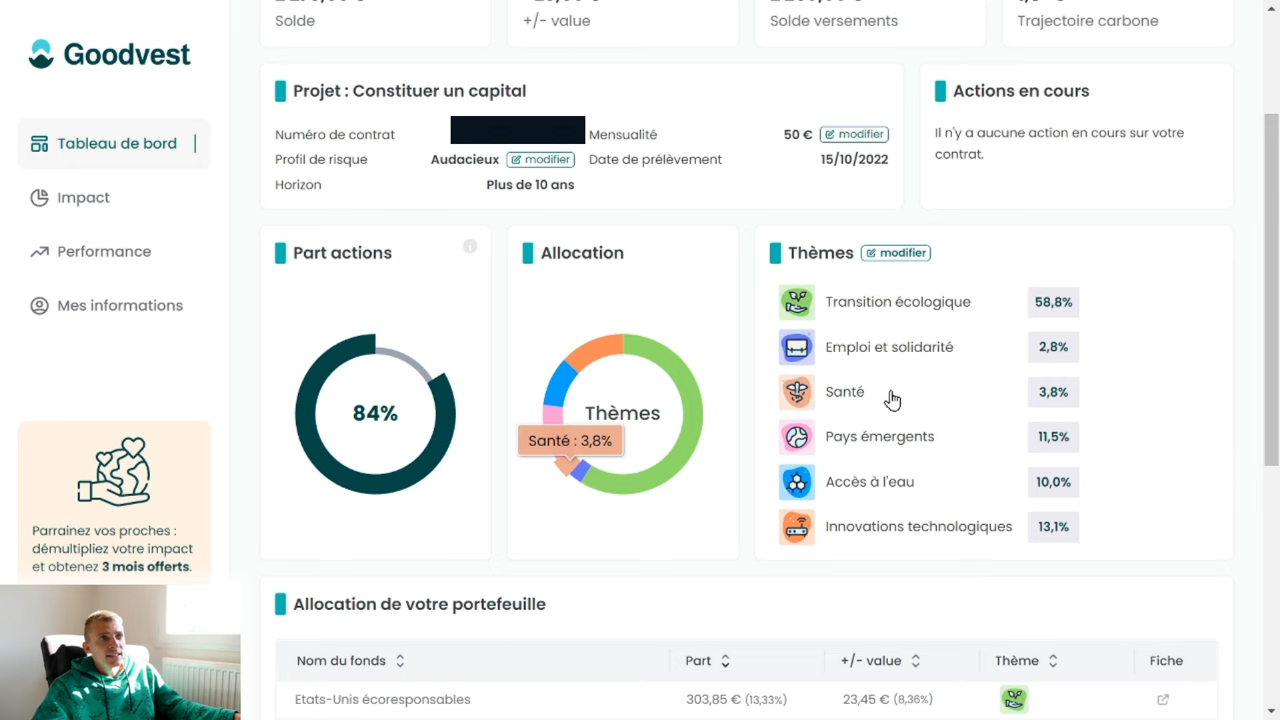 Solde
+/- value
Solde versements
Trajectoire carbone
Goodvest
Tableau de bord
Impact
Performance
Mes informations
Parrainez vos proches :
démultipliez votre impact
et obtenez 3 mois offerts.
Projet : Constituer un capital
Numéro de contrat
Mensualité 50 € modifier
Profil de risque Audacieux modifier
Date de prélèvement 15/10/2022
Horizon Plus de 10 ans
Actions en cours
Il n'y a aucune action en cours sur votre
contrat.
Part actions
84%
Allocation
Thèmes
Santé : 3,8%
Thèmes modifier
Transition écologique 58,8%
Emploi et solidarité 2,8%
Santé 3,8%
Pays émergents 11,5%
Accès à l'eau 10,0%
Innovations technologiques 13,1%
Allocation de votre portefeuille
Nom du fonds Part +/- value Thème Fiche
Etats-Unis écoresponsables 303,85 € (13,33%) 23,45 € (8,36%)